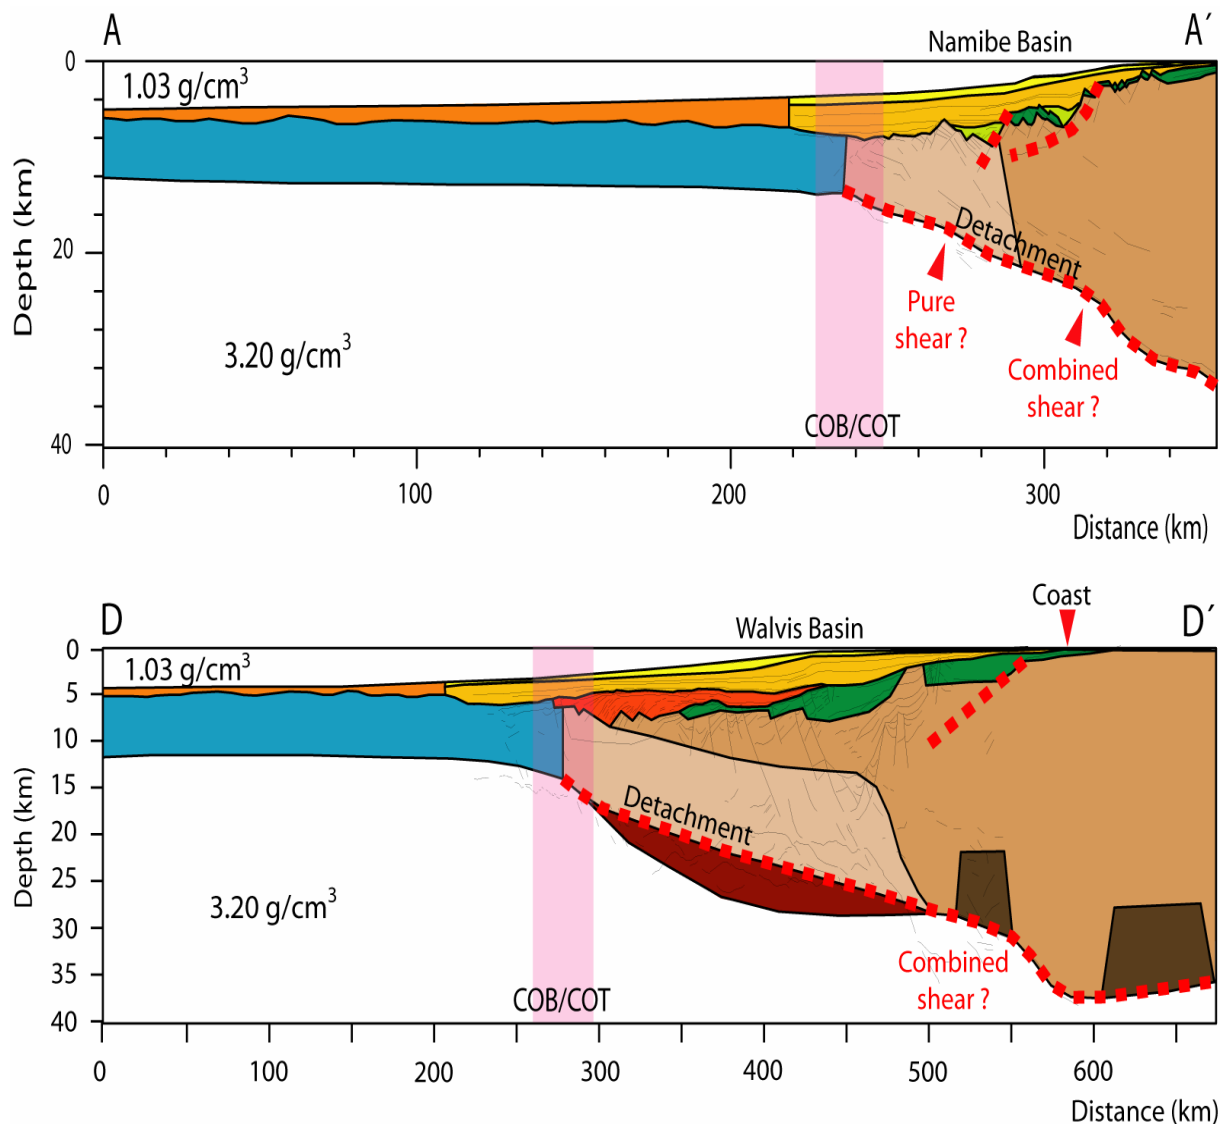 A
Namibe Basin
A´
0
1.03 g/cm3
Depth (km)
Detachment
20
Pure
shear ?
3.20 g/cm3
Combined
shear ?
COB/COT
40
0
100
200
300
Distance (km)
Coast
D
Walvis Basin
D´
0
1.03 g/cm3
5
10
15
Depth (km)
Detachment
20
25
3.20 g/cm3
30
Combined
shear ?
35
COB/COT
40
0
100
200
300
400
500
600
Distance (km)